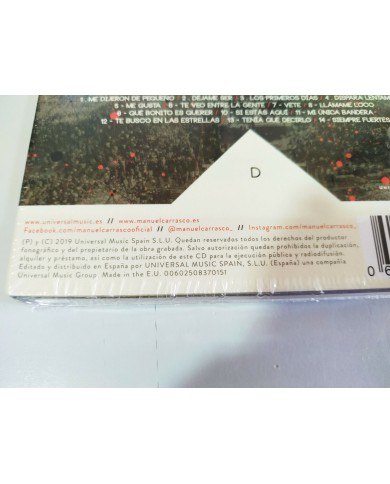 1 ME DIJERON DE PEQUEÑO / 2 DÉJAME SER / 3 LOS PRIMEROS DÍAS / 4 DISPARA LENTAMENTE
5 ME GUSTA / 6 TE VEO ENTRE LA GENTE / 7 VETE / 8 LLÁMAME LOCO
9 QUÉ BONITO ES QUERER / 10 SI ESTÁS AQUÍ / 11 MI ÚNICA BANDERA
12 TE BUSCO EN LAS ESTRELLAS / 13 TENÍA QUE DECIRLO / 14 SIEMPRE FUERTES
D
www.universalmusic.es // www.manuelcarrasco.es
Facebook.com/manuelcarrascooficial // @manuelcarrasco_ // Instagram.com/manuelcarrasco_
(P) y (C) 2019 Universal Music Spain S.L.U. Quedan reservados todos los derechos del productor
fonográfico y del propietario de la obra grabada. Salvo autorización quedan prohibidos la duplicación,
alquiler y préstamo, así como la utilización de este CD para la ejecución pública y radiodifusión.
Editado y distribuido en España por UNIVERSAL MUSIC SPAIN, S.L.U. (España) una compañía
Universal Music Group Made in the E.U. 00602508370151
0